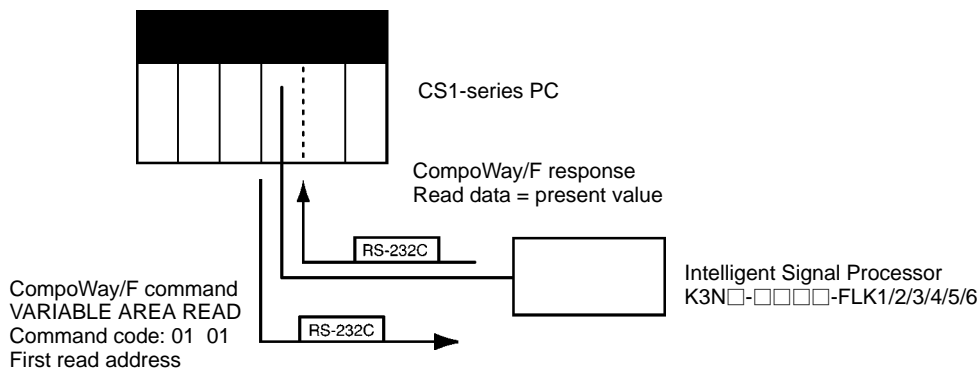 CS1-series PC
CompoWay/F response
Read data = present value
RS-232C
Intelligent Signal Processor
K3N□-□□□□-FLK1/2/3/4/5/6
CompoWay/F command
VARIABLE AREA READ
Command code: 01  01
First read address
RS-232C